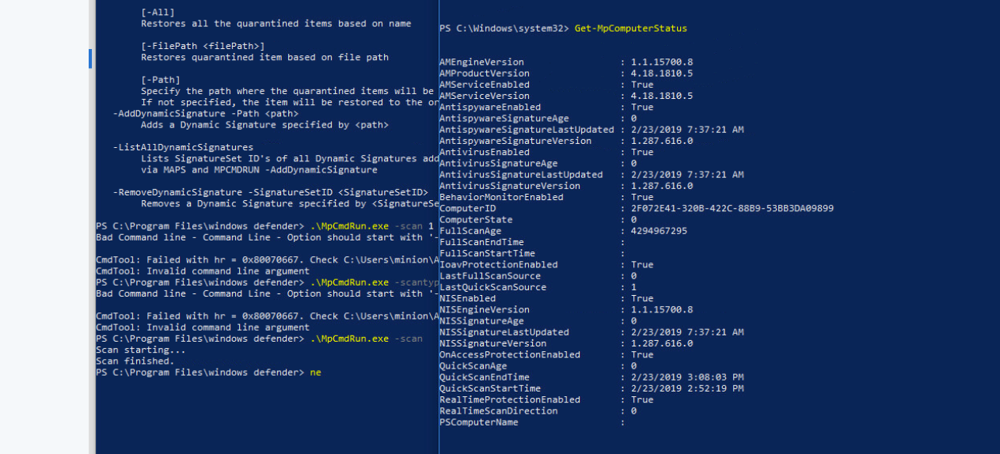 [-All]
Restores all the quarantined items based on name
[-FilePath <filePath>]
Restores quarantined item based on file path
[-Path]
Specify the path where the quarantined items will be
If not specified, the item will be restored to the or
-AddDynamicSignature -Path <path>
Adds a Dynamic Signature specified by <path>
-ListAllDynamicSignatures
Lists SignatureSet ID's of all Dynamic Signatures add
via MAPS and MPCMDRUN -AddDynamicSignature
-RemoveDynamicSignature -SignatureSetID <SignatureSetID>
Removes a Dynamic Signature specified by <SignatureSe
PS C:\Program Files\windows defender> .\MpCmdRun.exe -scan 1
Bad Command line - Command Line - Option should start with '-
CmdTool: Failed with hr = 0x80070667. Check C:\Users\minion\A
CmdTool: Invalid command line argument
PS C:\Program Files\windows defender> .\MpCmdRun.exe -scantyp
Bad Command line - Command Line - Option should start with '-
CmdTool: Failed with hr = 0x80070667. Check C:\Users\minion\A
CmdTool: Invalid command line argument
PS C:\Program Files\windows defender> .\MpCmdRun.exe -scan
Scan starting...
Scan finished.
PS C:\Program Files\windows defender> ne
PS C:\Windows\system32> Get-MpComputerStatus
AMEngineVersion : 1.1.15700.8
AMProductVersion : 4.18.1810.5
AMServiceEnabled : True
AMServiceVersion : 4.18.1810.5
AntispywareEnabled : True
AntispywareSignatureAge : 0
AntispywareSignatureLastUpdated : 2/23/2019 7:37:21 AM
AntispywareSignatureVersion : 1.287.616.0
AntivirusEnabled : True
AntivirusSignatureAge : 0
AntivirusSignatureLastUpdated : 2/23/2019 7:37:21 AM
AntivirusSignatureVersion : 1.287.616.0
BehaviorMonitorEnabled : True
ComputerID : 2F072E41-320B-422C-88B9-53BB3DA09899
ComputerState : 0
FullScanAge : 4294967295
FullScanEndTime :
FullScanStartTime :
IoavProtectionEnabled : True
LastFullScanSource : 0
LastQuickScanSource : 1
NISEnabled : True
NISEngineVersion : 1.1.15700.8
NISSignatureAge : 0
NISSignatureLastUpdated : 2/23/2019 7:37:21 AM
NISSignatureVersion : 1.287.616.0
OnAccessProtectionEnabled : True
QuickScanAge : 0
QuickScanEndTime : 2/23/2019 3:08:03 PM
QuickScanStartTime : 2/23/2019 2:52:19 PM
RealTimeProtectionEnabled : True
RealTimeScanDirection : 0
PSComputerName :